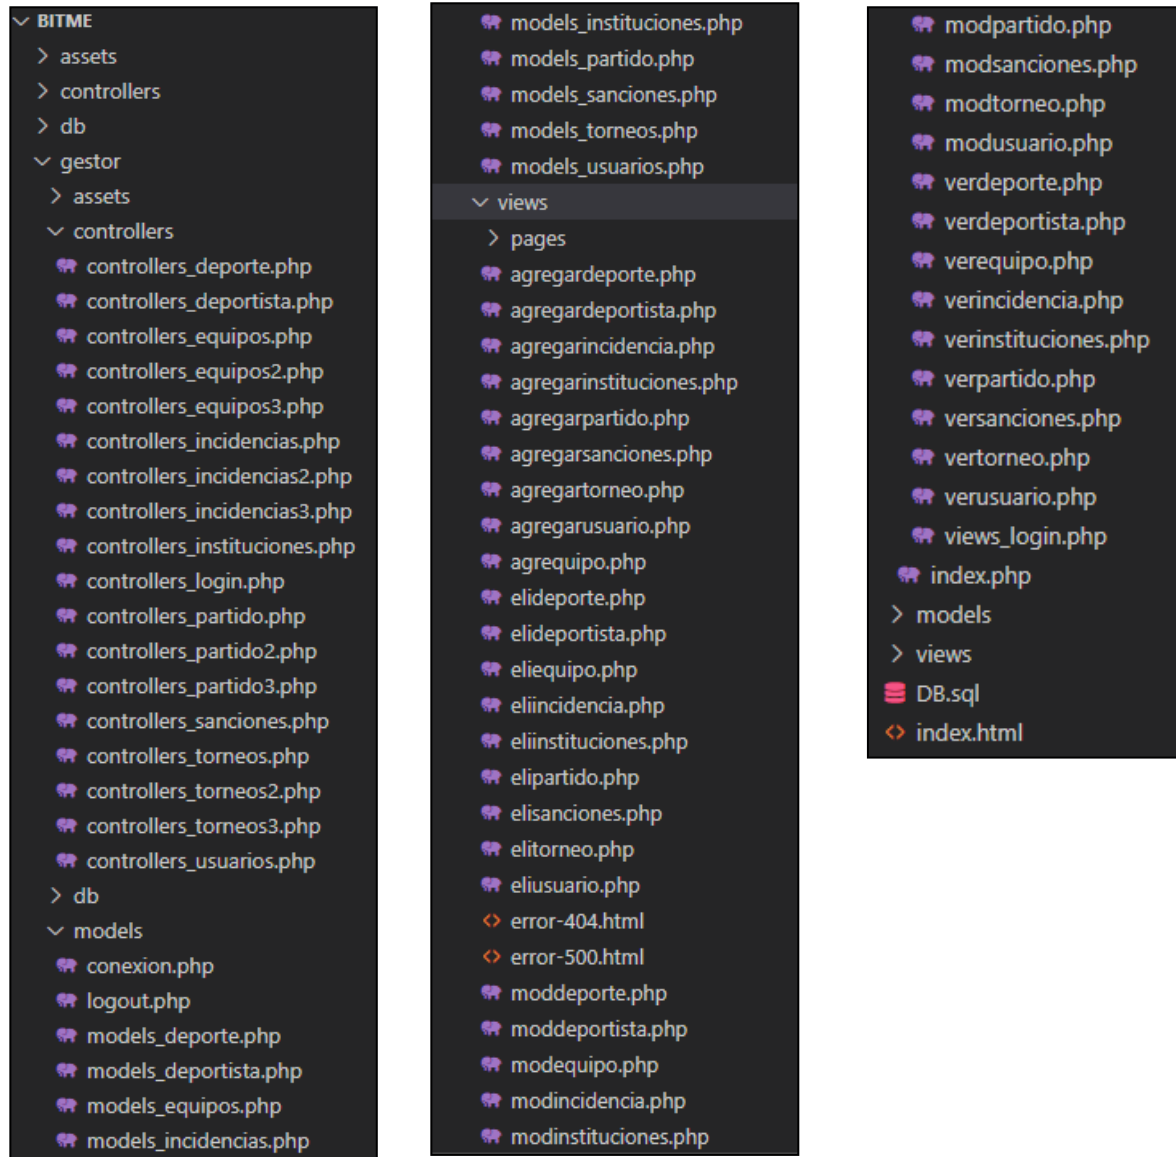 BITME
assets
controllers
db
gestor
assets
controllers
controllers_deporte.php
controllers_deportista.php
controllers_equipos.php
controllers_equipos2.php
controllers_equipos3.php
controllers_incidencias.php
controllers_incidencias2.php
controllers_incidencias3.php
controllers_instituciones.php
controllers_login.php
controllers_partido.php
controllers_partido2.php
controllers_partido3.php
controllers_sanciones.php
controllers_torneos.php
controllers_torneos2.php
controllers_torneos3.php
controllers_usuarios.php
db
models
conexion.php
logout.php
models_deporte.php
models_deportista.php
models_equipos.php
models_incidencias.php
models_instituciones.php
models_partido.php
models_sanciones.php
models_torneos.php
models_usuarios.php
views
pages
agregardeporte.php
agregardeportista.php
agregarincidencia.php
agregarinstituciones.php
agregarpartido.php
agregarsanciones.php
agregartorneo.php
agregarusuario.php
agrequipo.php
elideporte.php
elideportista.php
eliequipo.php
eliincidencia.php
eliinstituciones.php
elipartido.php
elisanciones.php
elitorneo.php
eliusuario.php
error-404.html
error-500.html
moddeporte.php
moddeportista.php
modequipo.php
modincidencia.php
modinstituciones.php
modpartido.php
modsanciones.php
modtorneo.php
modusuario.php
verdeporte.php
verdeportista.php
verequipo.php
verincidencia.php
verinstituciones.php
verpartido.php
versanciones.php
vertorneo.php
verusuario.php
views_login.php
index.php
models
views
DB.sql
index.html